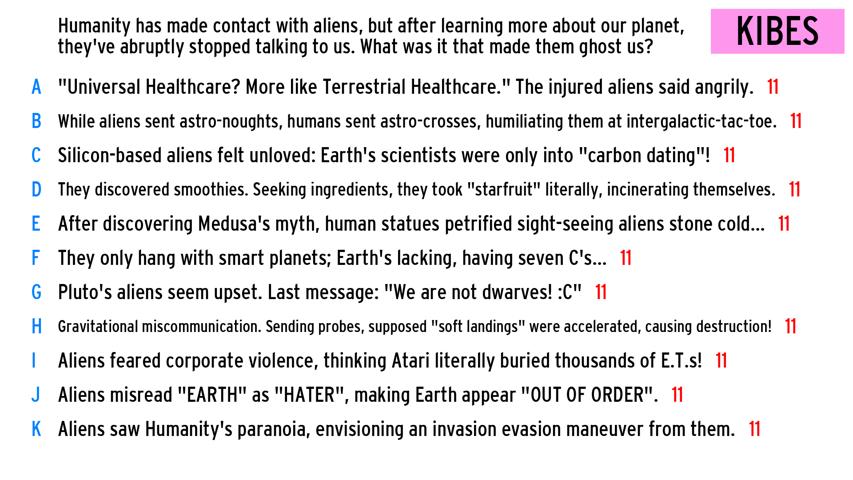 Humanity has made contact with aliens, but after learning more about our planet,
they've abruptly stopped talking to us. What was it that made them ghost us?
KIBES
A "Universal Healthcare? More like Terrestrial Healthcare." The injured aliens said angrily. 11
B While aliens sent astro-noughts, humans sent astro-crosses, humiliating them at intergalactic-tac-toe. 11
C Silicon-based aliens felt unloved: Earth's scientists were only into "carbon dating"! 11
D They discovered smoothies. Seeking ingredients, they took "starfruit" literally, incinerating themselves. 11
E After discovering Medusa's myth, human statues petrified sight-seeing aliens stone cold... 11
F They only hang with smart planets; Earth's lacking, having seven C's... 11
G Pluto's aliens seem upset. Last message: "We are not dwarves! :C" 11
H Gravitational miscommunication. Sending probes, supposed "soft landings" were accelerated, causing destruction! 11
I Aliens feared corporate violence, thinking Atari literally buried thousands of E.T.s! 11
J Aliens misread "EARTH" as "HATER", making Earth appear "OUT OF ORDER". 11
K Aliens saw Humanity's paranoia, envisioning an invasion evasion maneuver from them. 11